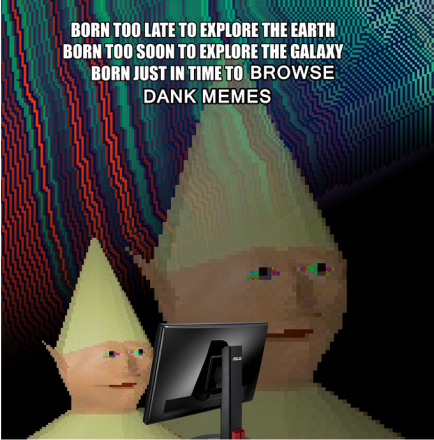 BORN TOO LATE TO EXPLORE THE EARTH
BORN TOO SOON TO EXPLORE THE GALAXY
BORN JUST IN TIME TO BROWSE
DANK MEMES
ASUS